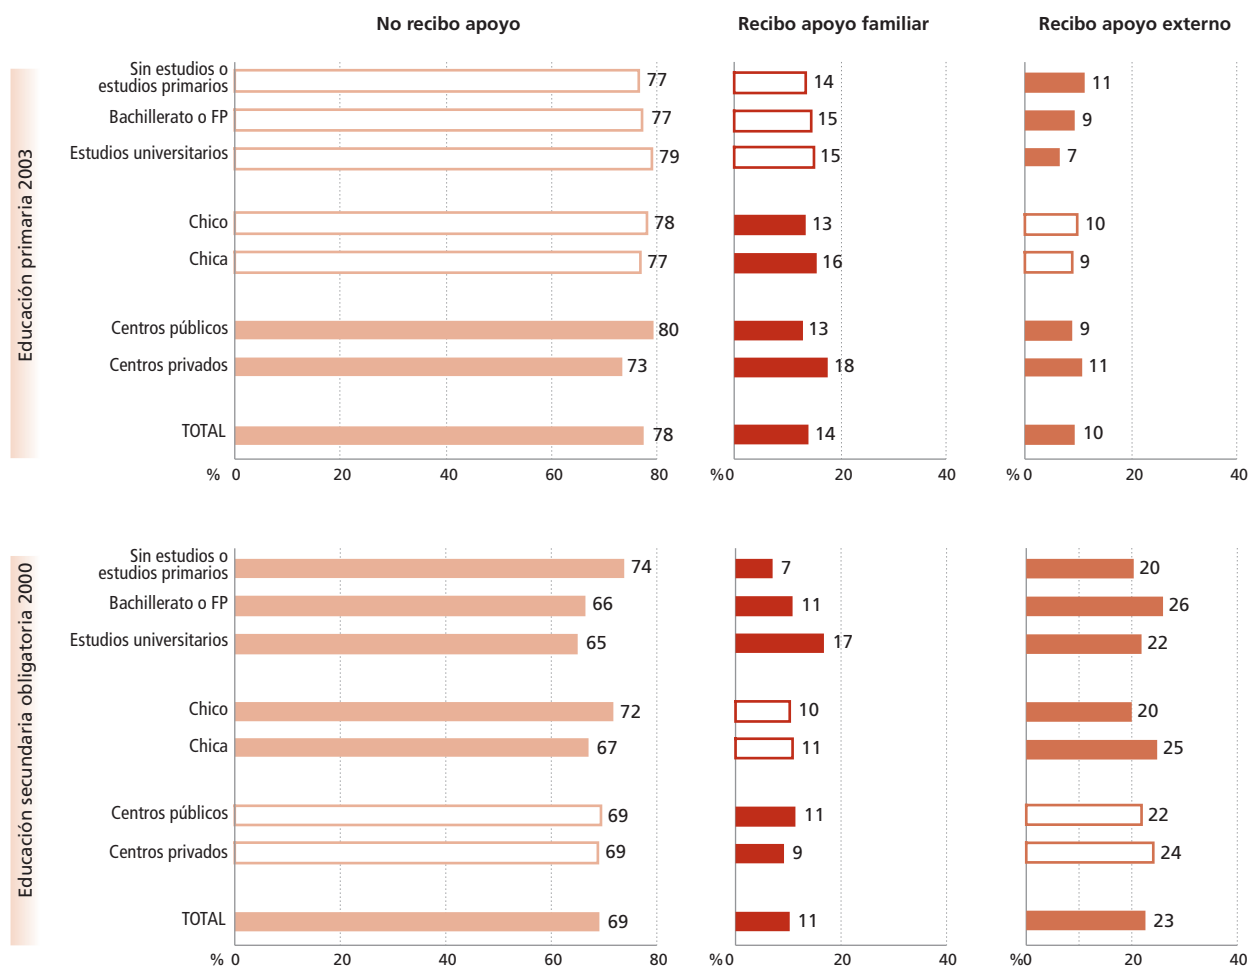 No recibo apoyo
Recibo apoyo familiar
Recibo apoyo externo
Educación primaria 2003
Sin estudios o
estudios primarios
77
14
11
Bachillerato o FP
77
15
9
Estudios universitarios
79
15
7
Chico
78
13
10
Chica
77
16
9
Centros públicos
80
13
9
Centros privados
73
18
11
TOTAL
78
14
10
% 0 20 40 60 80
% 0 20 40
% 0 20 40
Educación secundaria obligatoria 2000
Sin estudios o
estudios primarios
74
7
20
Bachillerato o FP
66
11
26
Estudios universitarios
65
17
22
Chico
72
10
20
Chica
67
11
25
Centros públicos
69
11
22
Centros privados
69
9
24
TOTAL
69
11
23
% 0 20 40 60 80
%0 20 40
%0 20 40